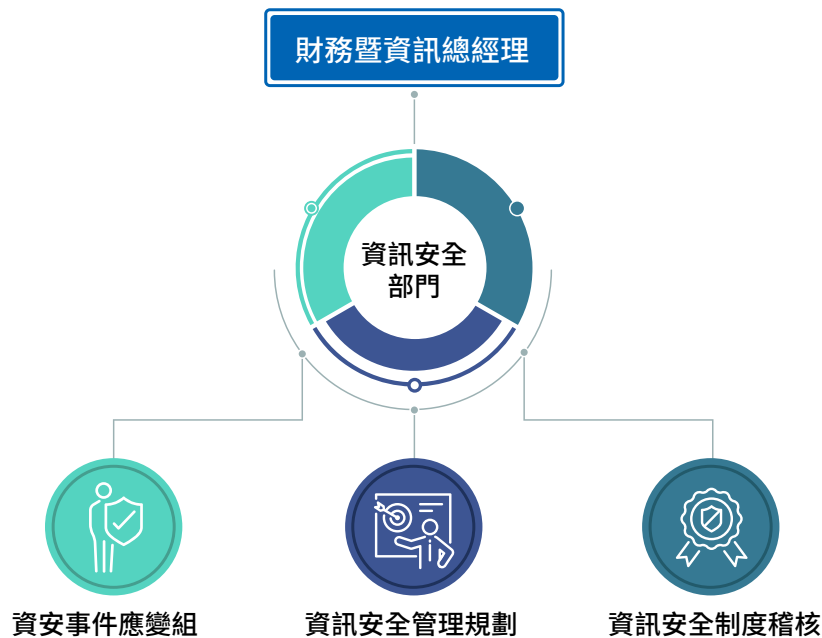 財務暨資訊總經理
資訊安全
部門
資安事件應變組
資訊安全管理規劃
資訊安全制度稽核